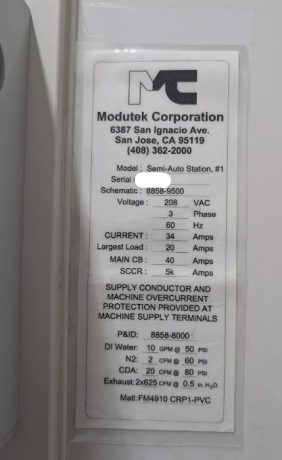 MC
Modutek Corporation
6387 San Ignacio Ave.
San Jose, CA 95119
(408) 362-2000
Model : Semi-Auto Station, #1
Serial
Schematic : 8858-9500
Voltage : 208 VAC
3 Phase
60 Hz
CURRENT : 34 Amps
Largest Load : 20 Amps
MAIN CB : 40 Amps
SCCR : 5k Amps
SUPPLY CONDUCTOR AND
MACHINE OVERCURRENT
PROTECTION PROVIDED AT
MACHINE SUPPLY TERMINALS
P&ID: 8858-8000
DI Water: 10 GPM @ 50 PSI
N2: 2 CFM @ 60 PSI
CDA: 20 CFM @ 80 PSI
Exhaust: 2x625 CFM @ 0.5 in. H₂O
Matl: FM4910 CRP1-PVC